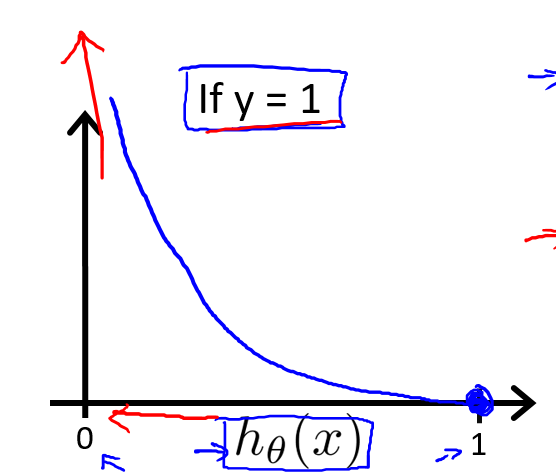 If y = 1
0
hθ(x)
1